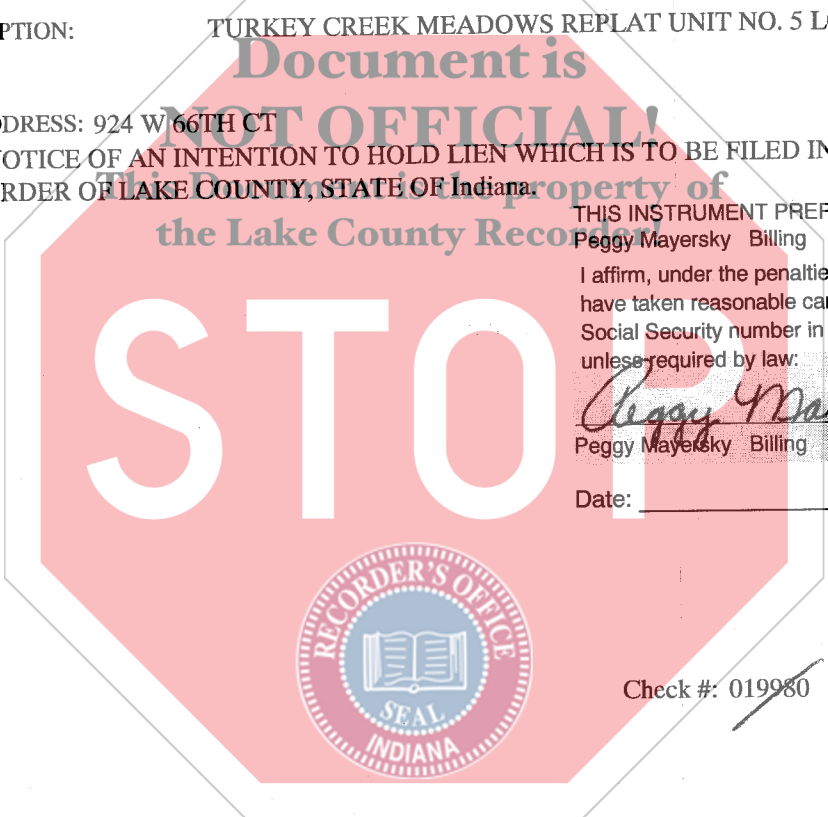 PTION: TURKEY CREEK MEADOWS REPLAT UNIT NO. 5 L
Document is
DRESS: 924 W 66TH CT
NOT OFFICIAL!
OTICE OF AN INTENTION TO HOLD LIEN WHICH IS TO BE FILED IN
RDER OF LAKE COUNTY, STATE OF Indiana.
This Document is the property of
the Lake County Recorder!
THIS INSTRUMENT PREP
Peggy Mayersky Billing
I affirm, under the penaltie
have taken reasonable car
Social Security number in
unless required by law:
Peggy Ma
Peggy Mayersky Billing
Date:
STOP
RECORDER'S OFFICE
SEAL
INDIANA
Check #: 019980